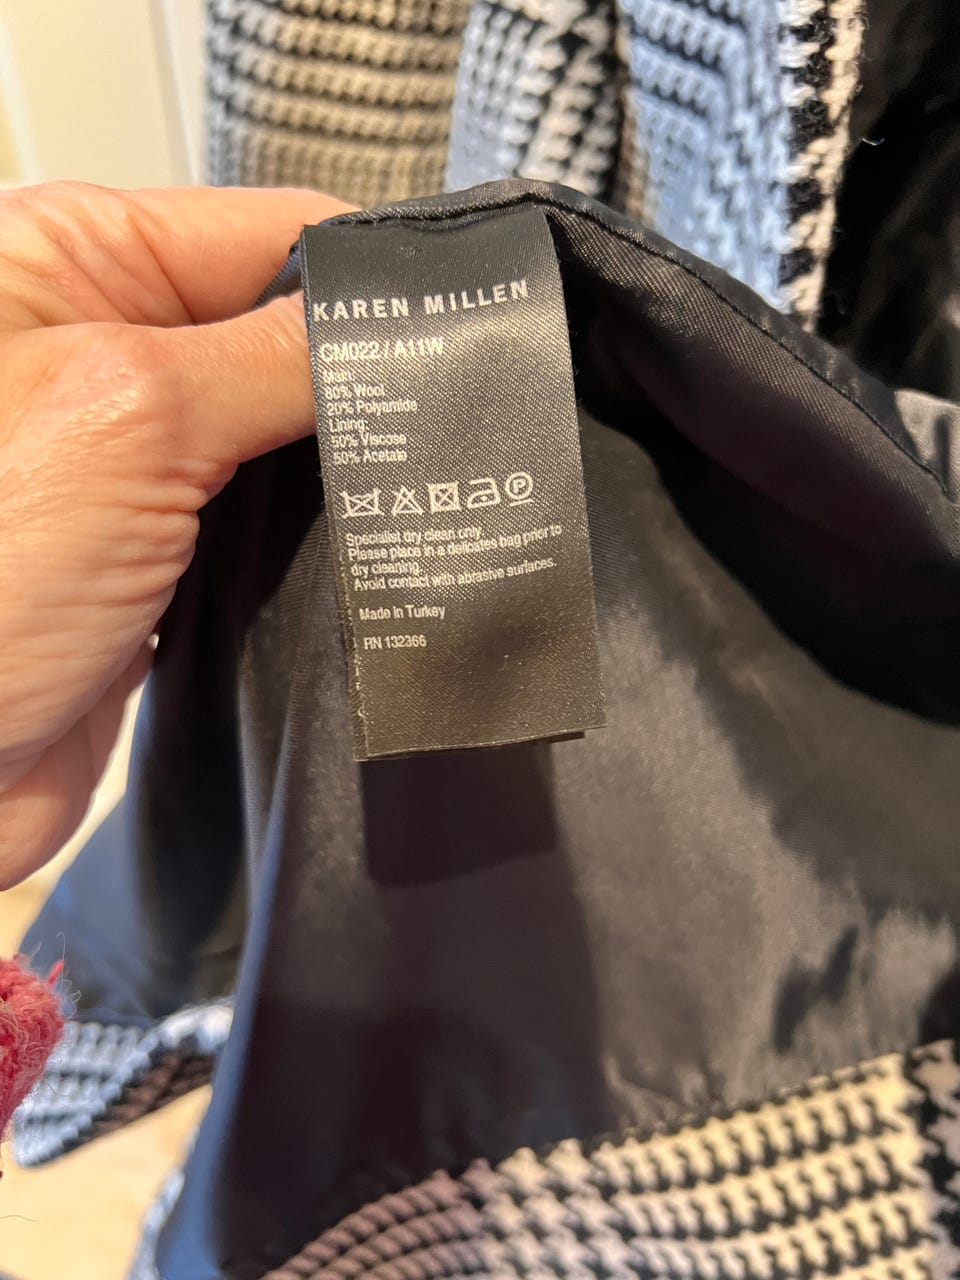 KAREN MILLEN
CM022 / A11W
Main:
80% Wool
20% Polyamide
Lining:
50% Viscose
50% Acetate
P
Specialist dry clean only.
Please place in a delicates bag prior to
dry cleaning.
Avoid contact with abrasive surfaces.
Made in Turkey
RN 132366